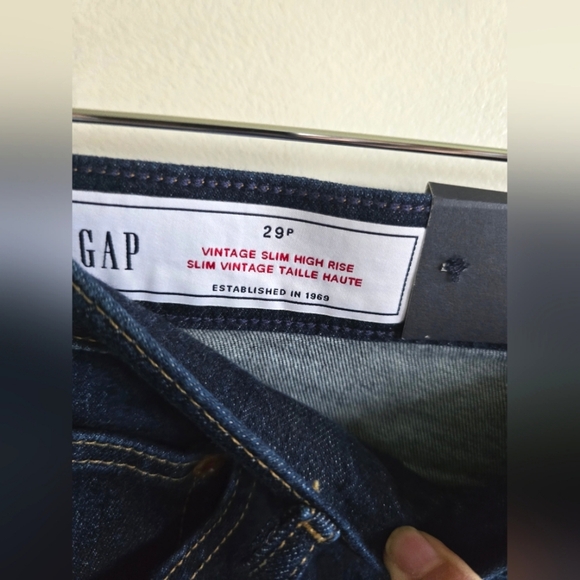 GAP
29P
VINTAGE SLIM HIGH RISE
SLIM VINTAGE TAILLE HAUTE
ESTABLISHED IN 1969